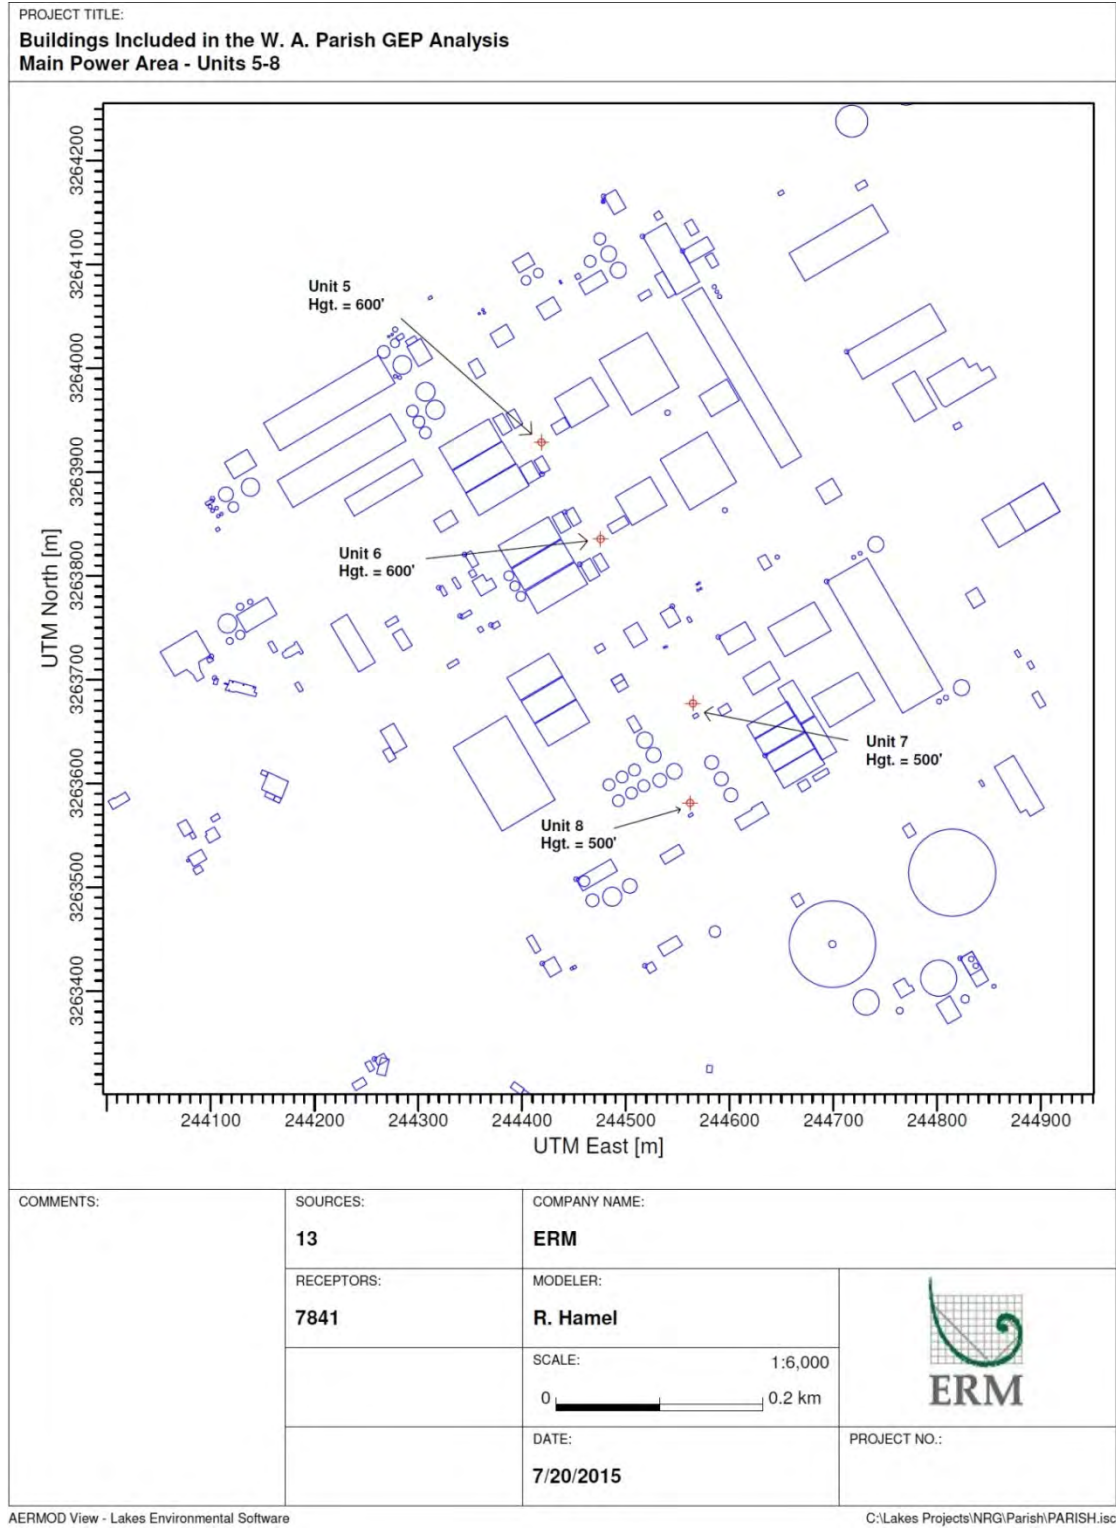 PROJECT TITLE:
Buildings Included in the W. A. Parish GEP Analysis
Main Power Area - Units 5-8
3264200
3264100
3264000
3263900
3263800
3263700
3263600
3263500
3263400
UTM North [m]
Unit 5
Hgt. = 600'
Unit 6
Hgt. = 600'
Unit 7
Hgt. = 500'
Unit 8
Hgt. = 500'
244100 244200 244300 244400 244500 244600 244700 244800 244900
UTM East [m]
COMMENTS:
SOURCES:
13
COMPANY NAME:
ERM
RECEPTORS:
7841
MODELER:
R. Hamel
SCALE: 1:6,000
0 0.2 km
ERM
DATE:
7/20/2015
PROJECT NO.:
AERMOD View - Lakes Environmental Software
C:\Lakes Projects\NRG\Parish\PARISH.isc